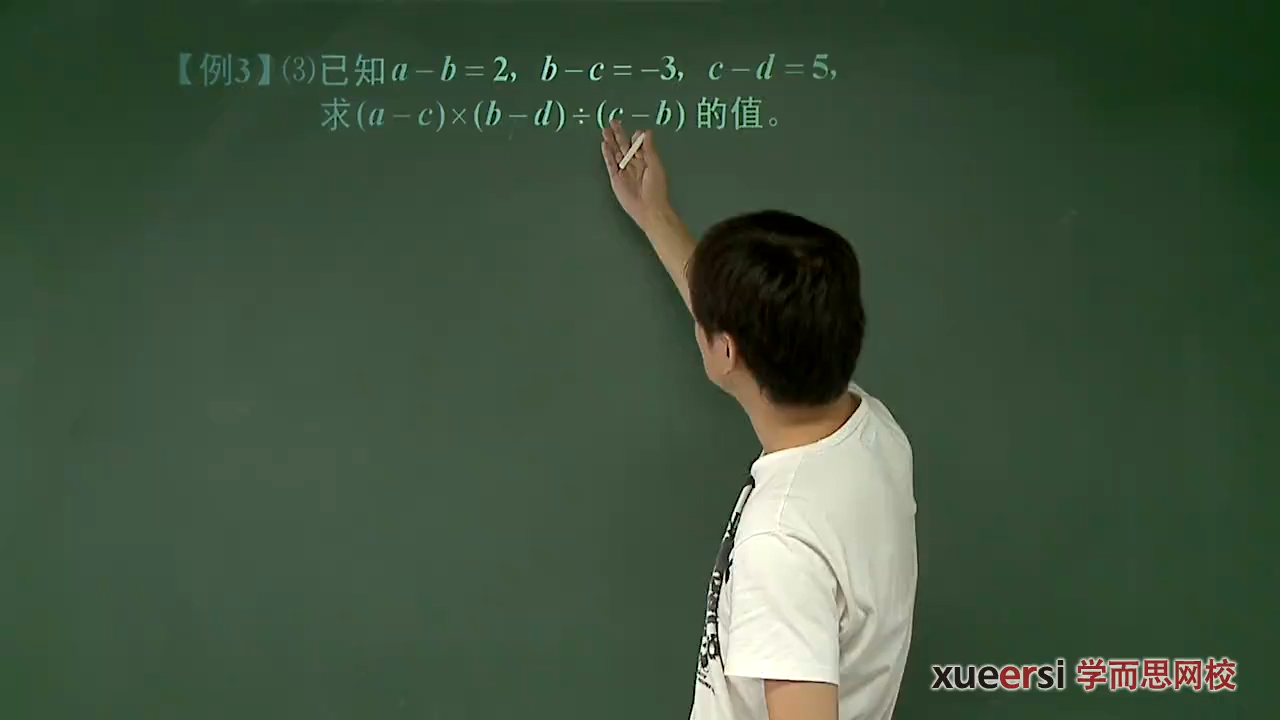 【例3】(3)已知a-b=2, b-c=-3, c-d=5,
求(a-c)×(b-d)÷(c-b)的值。
xueersi 学而思网校